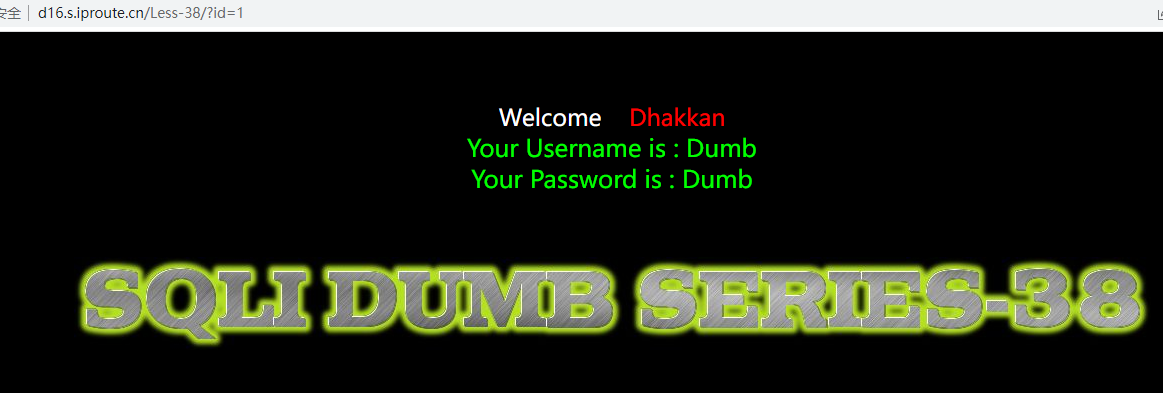 安全 d16.s.iproute.cn/Less-38/?id=1
Welcome Dhakkan
Your Username is : Dumb
Your Password is : Dumb
SQLI DUMB SERIES-38